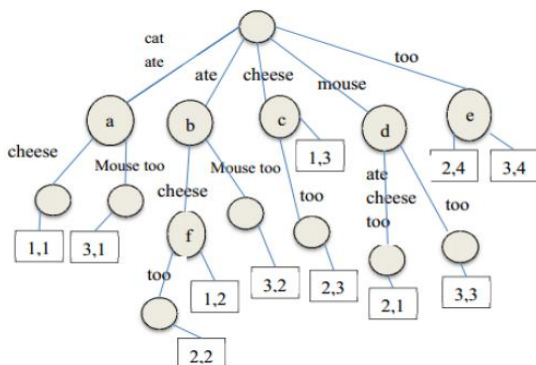 cat
ate
ate
cheese
mouse
too
a
b
c
d
e
cheese
Mouse too
cheese
Mouse too
1,3
too
ate
cheese
too
too
2,4
3,4
1,1
3,1
f
too
1,2
3,2
2,3
2,1
3,3
2,2